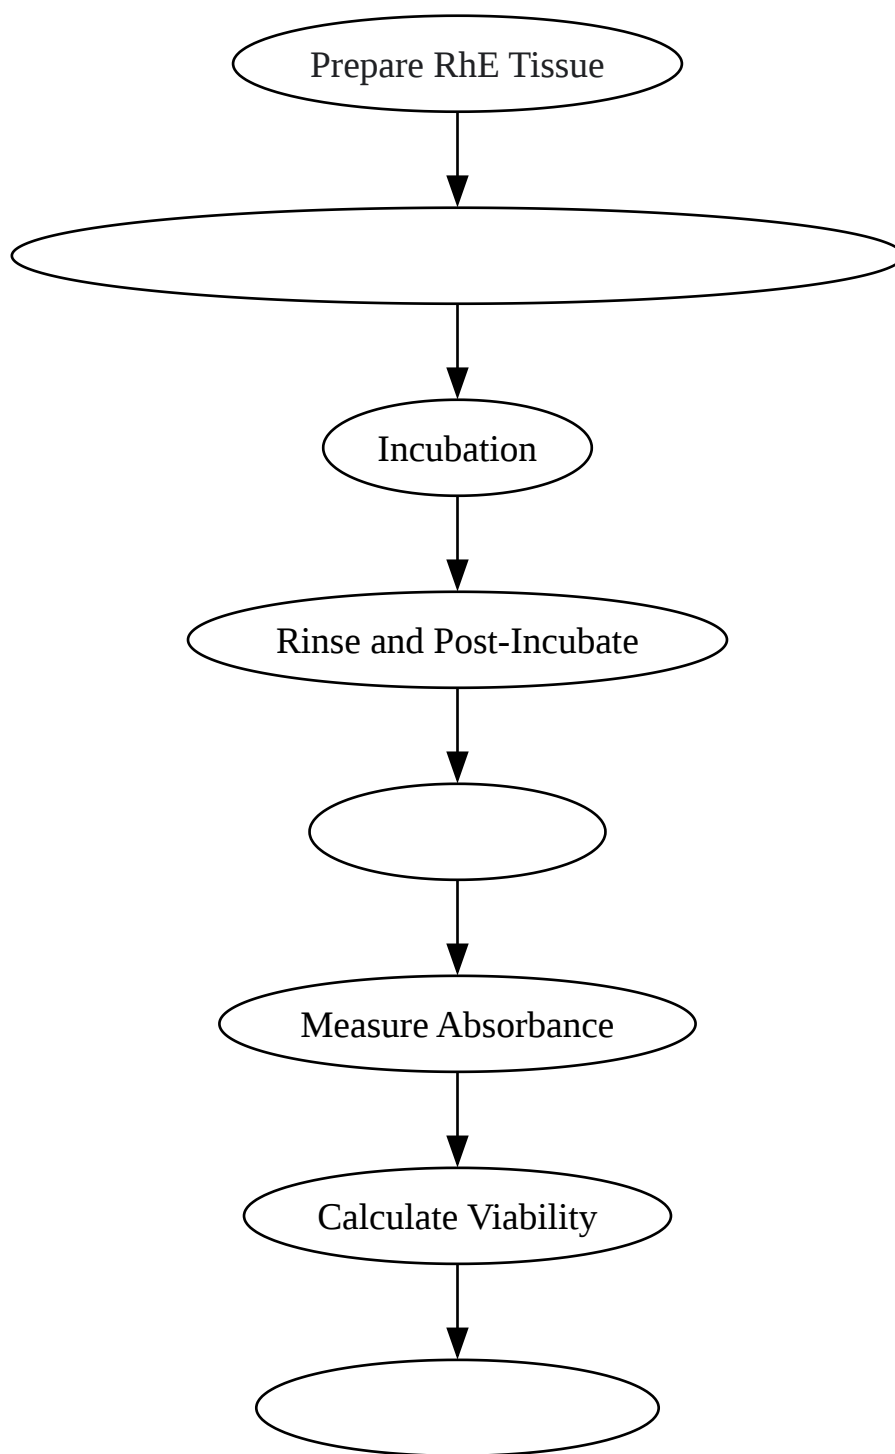 Prepare RhE Tissue
Incubation
Rinse and Post-Incubate
Measure Absorbance
Calculate Viability